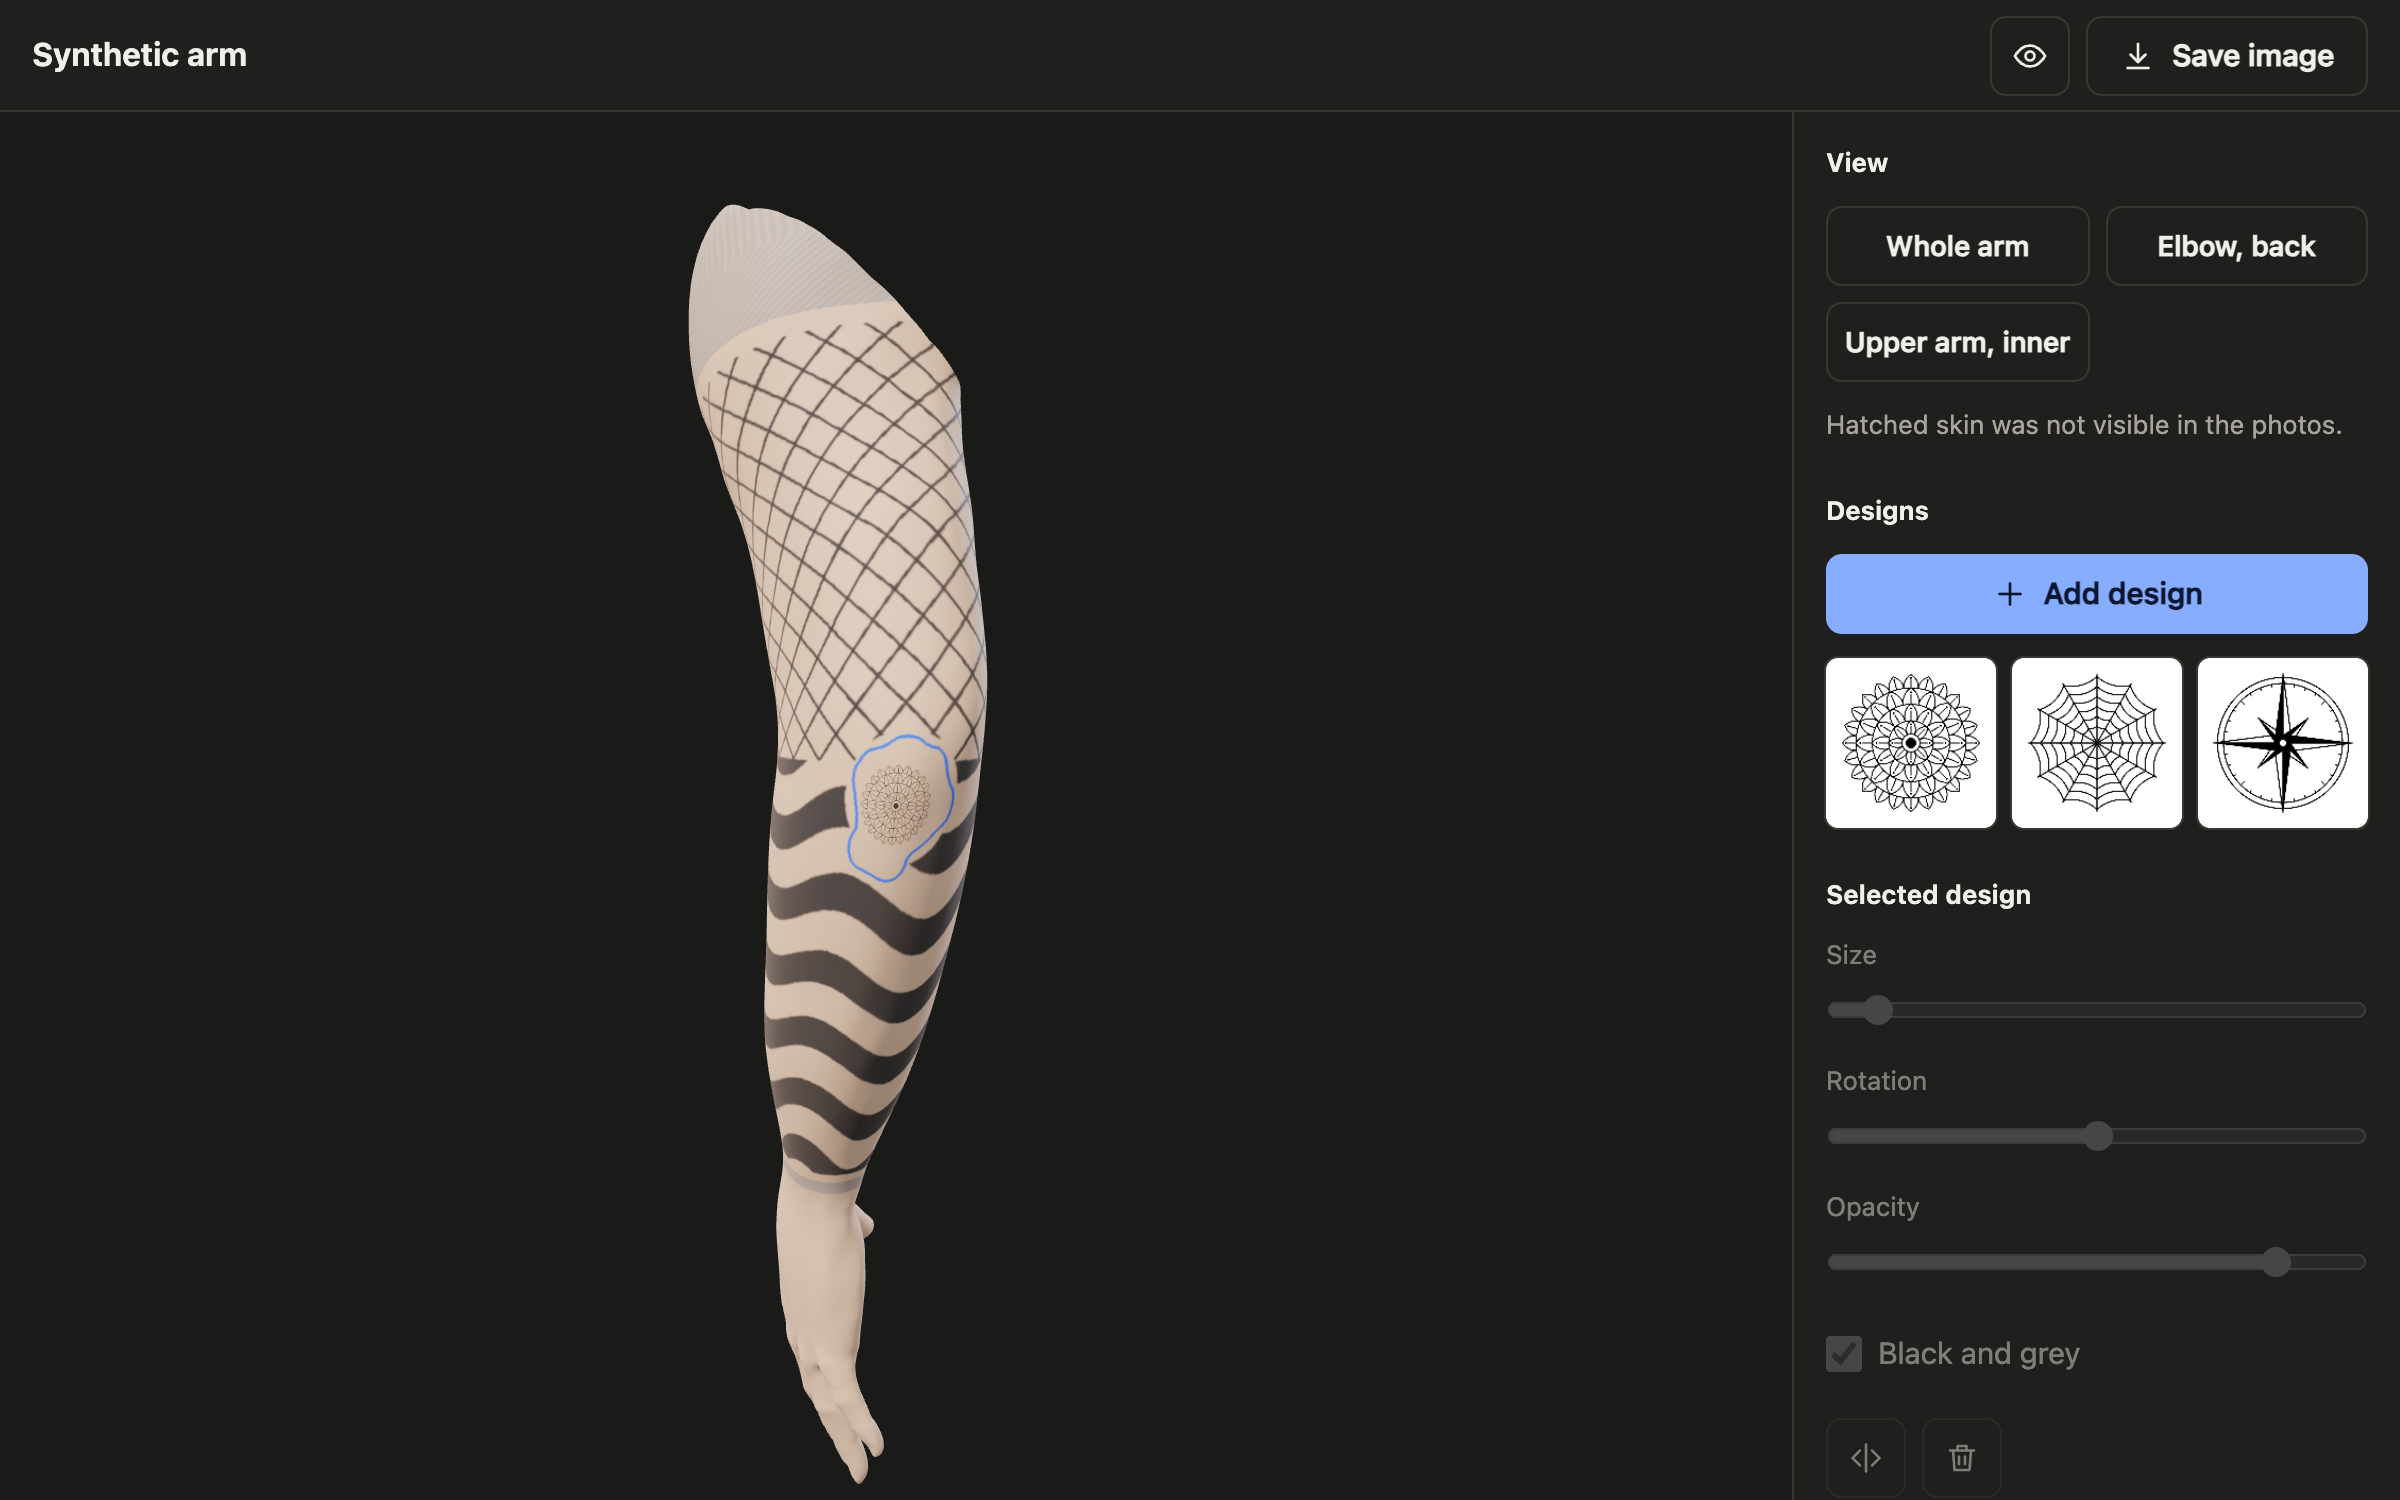 Synthetic arm
Save image
View
Whole arm
Elbow, back
Upper arm, inner
Hatched skin was not visible in the photos.
Designs
Add design
Selected design
Size
Rotation
Opacity
Black and grey